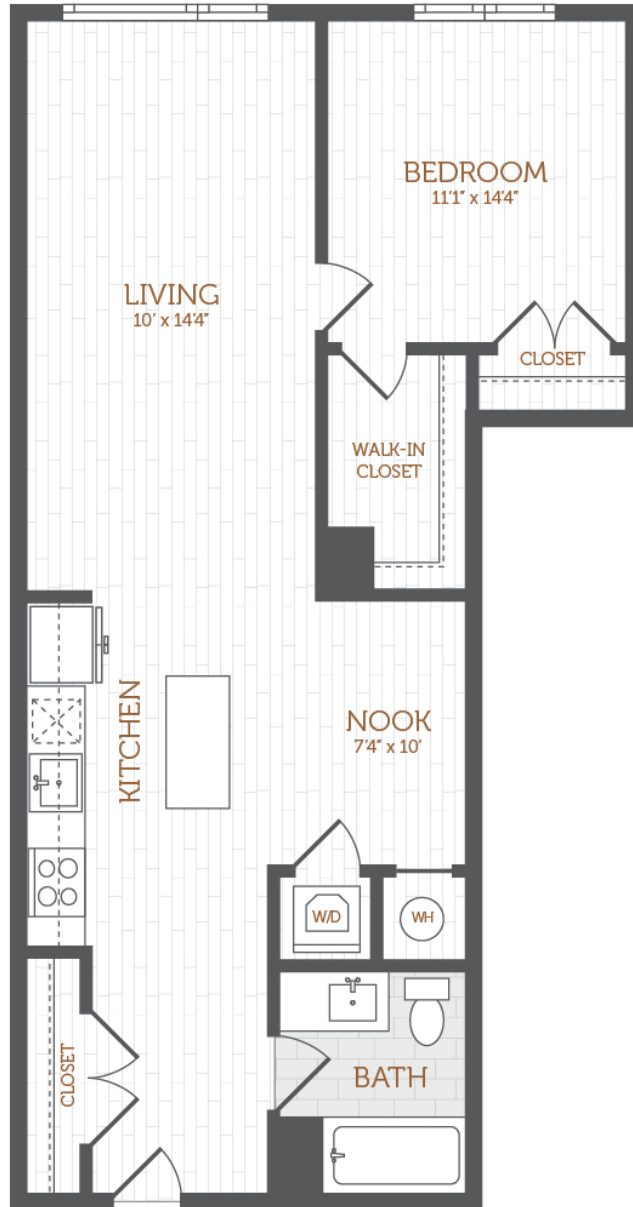 BEDROOM
11'1" x 14'4"
LIVING
10' x 14'4"
CLOSET
WALK-IN
CLOSET
KITCHEN
NOOK
7'4" x 10'
W/D
WH
CLOSET
BATH